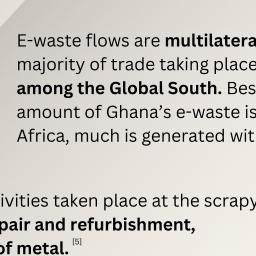 E-waste flows are multilatera
majority of trade taking place
among the Global South. Bes
amount of Ghana’s e-waste is
Africa, much is generated wit
ivities taken place at the scrapy
pair and refurbishment,
of metal. [5]